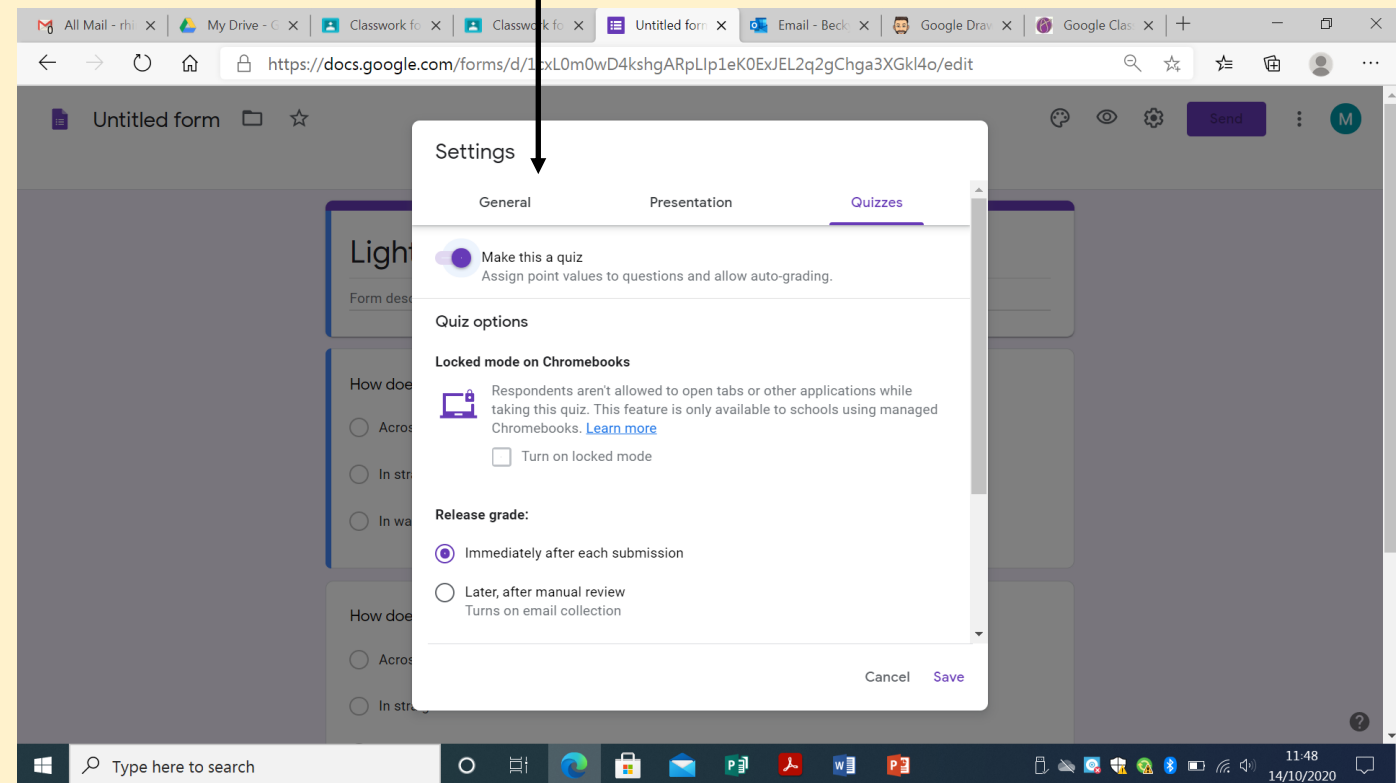 All Mail - rhi
My Drive - G
Classwork fo
Classwork fo
Untitled form
Email - Beck
Google Draw
Google Clas
https://docs.google.com/forms/d/1cxL0m0wD4kshgARpLlp1eK0ExJEL2q2gChga3XGkl4o/edit
Untitled form
Send
M
Settings
General Presentation Quizzes
Light
Make this a quiz
Assign point values to questions and allow auto-grading.
Form desc
Quiz options
Locked mode on Chromebooks
How doe
Respondents aren't allowed to open tabs or other applications while
taking this quiz. This feature is only available to schools using managed
Chromebooks. Learn more
Acros
Turn on locked mode
In stra
Release grade:
In wa
Immediately after each submission
Later, after manual review
Turns on email collection
How doe
Acros
Cancel Save
In straig
Type here to search
11:48
14/10/2020